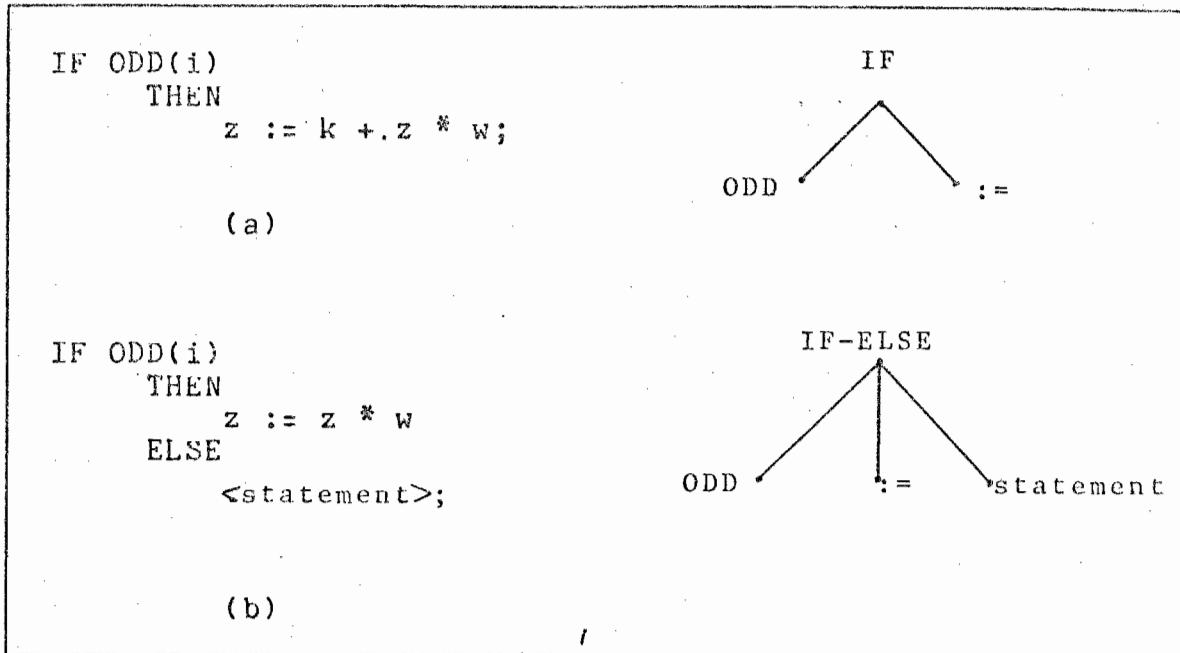 IF ODD(i)
THEN
z := k +.z * w;
(a)
IF
ODD
:=
IF ODD(i)
THEN
z := z * w
ELSE
<statement>;
(b)
IF-ELSE
ODD
:=
statement